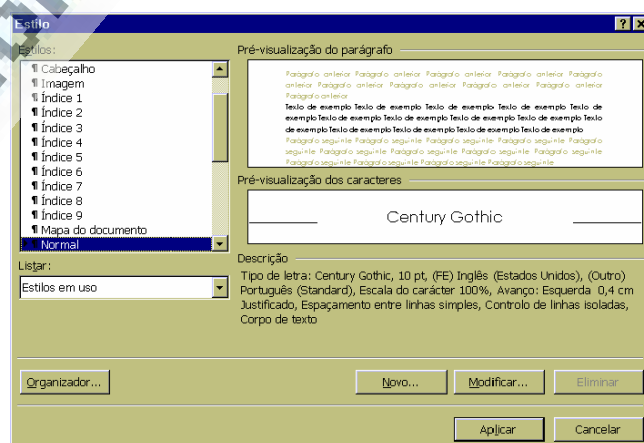 Estilo
Estilos:
¶ Cabeçalho
¶ Imagem
¶ Índice 1
¶ Índice 2
¶ Índice 3
¶ Índice 4
¶ Índice 5
¶ Índice 6
¶ Índice 7
¶ Índice 8
¶ Índice 9
¶ Mapa do documento
¶ Normal
Listar:
Estilos em uso
Pré-visualização do parágrafo
Parágrafo anterior Parágrafo anterior Parágrafo anterior Parágrafo anterior Parágrafo
anterior Parágrafo anterior Parágrafo anterior Parágrafo anterior Parágrafo anterior
Parágrafo anterior
Texto de exemplo Texto de exemplo Texto de exemplo Texto de exemplo Texto de
exemplo Texto de exemplo Texto de exemplo Texto de exemplo Texto de exemplo Texto
de exemplo Texto de exemplo Texto de exemplo Texto de exemplo Texto de exemplo
Parágrafo seguinte Parágrafo seguinte Parágrafo seguinte Parágrafo seguinte Parágrafo
seguinte Parágrafo seguinte Parágrafo seguinte Parágrafo seguinte Parágrafo seguinte
Parágrafo seguinte Parágrafo seguinte Parágrafo seguinte Parágrafo seguinte
Pré-visualização dos caracteres
Century Gothic
Descrição
Tipo de letra: Century Gothic, 10 pt, (FE) Inglês (Estados Unidos), (Outro)
Português (Standard), Escala do carácter 100%, Avanço: Esquerda 0,4 cm
Justificado, Espaçamento entre linhas simples, Controlo de linhas isoladas,
Corpo de texto
Organizador...
Novo...
Modificar...
Eliminar
Aplicar
Cancelar